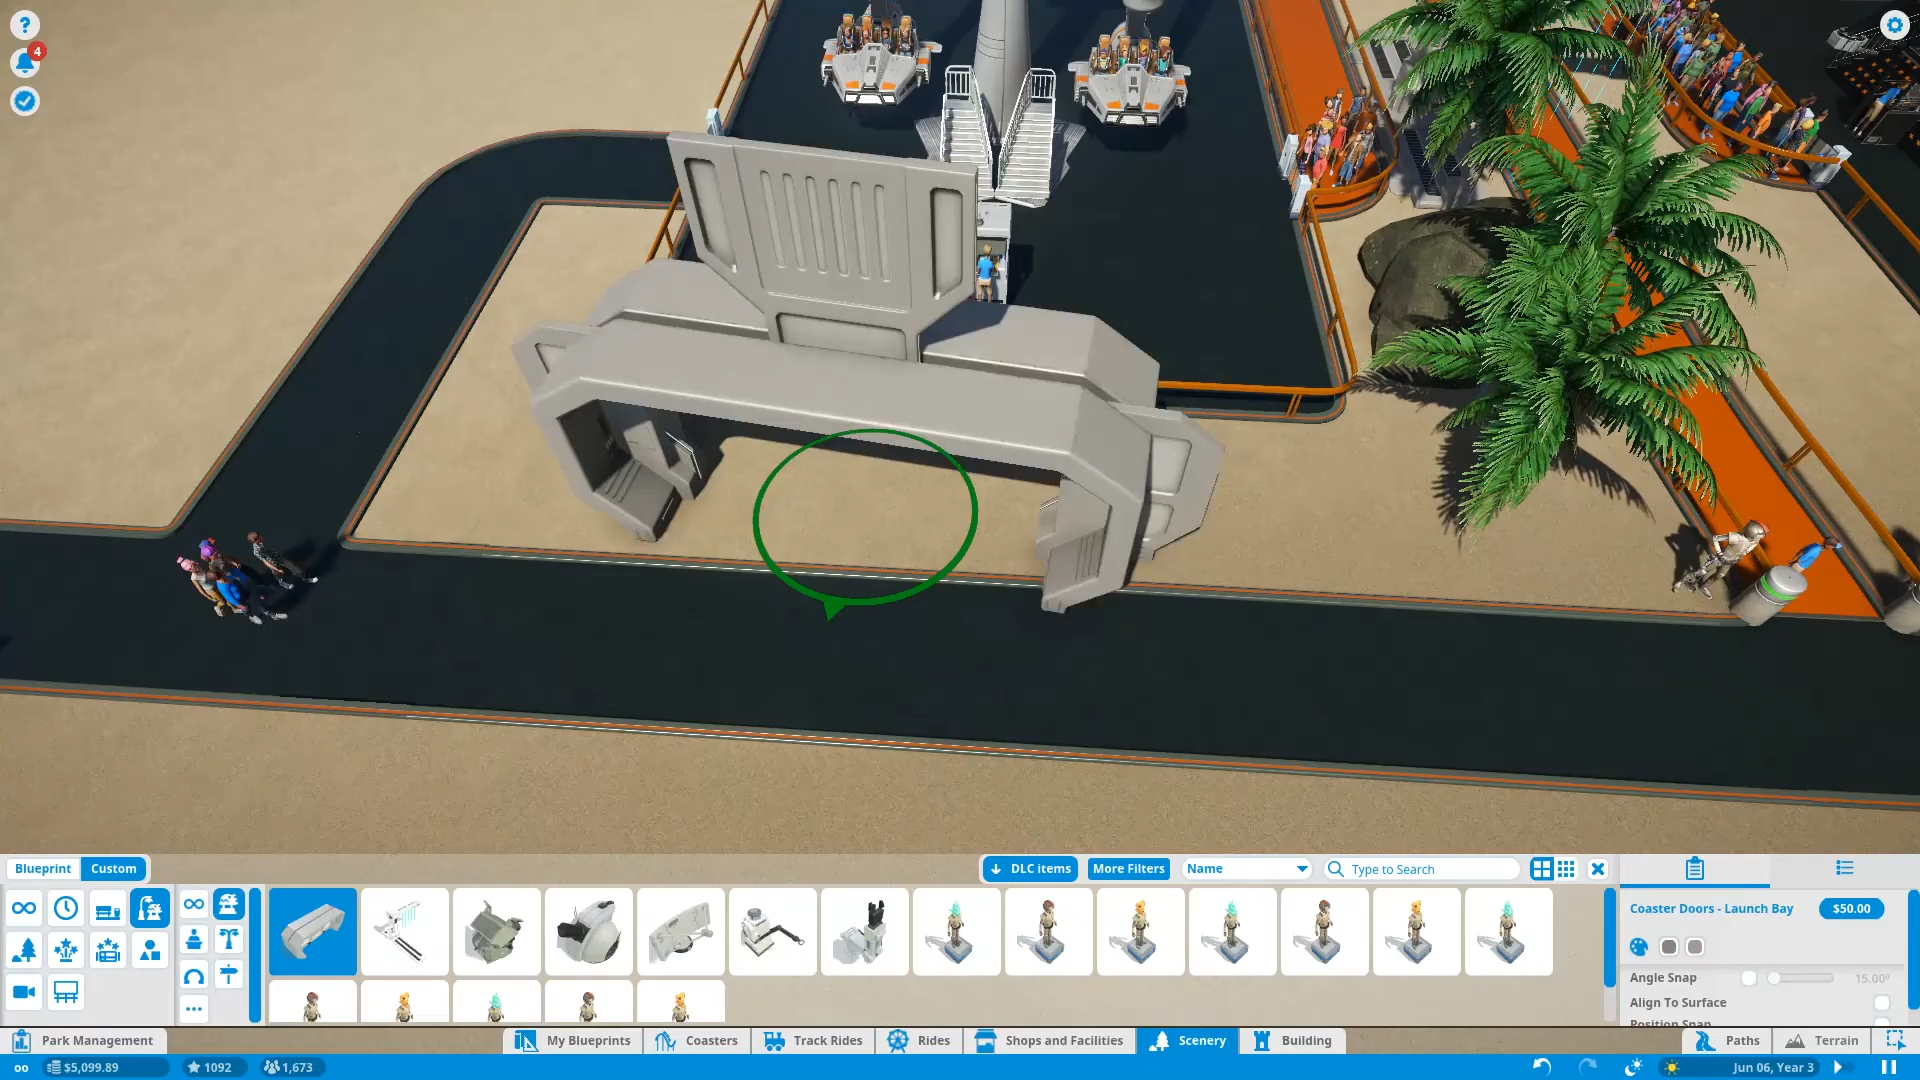 ?
4
Blueprint
Custom
DLC items
More Filters
Name
Type to Search
Coaster Doors - Launch Bay
$50.00
Angle Snap
15.00°
Align To Surface
Position Snap
Park Management
My Blueprints
Coasters
Track Rides
Rides
Shops and Facilities
Scenery
Building
Paths
Terrain
$5,099.89
1092
1,673
Jun 06, Year 3